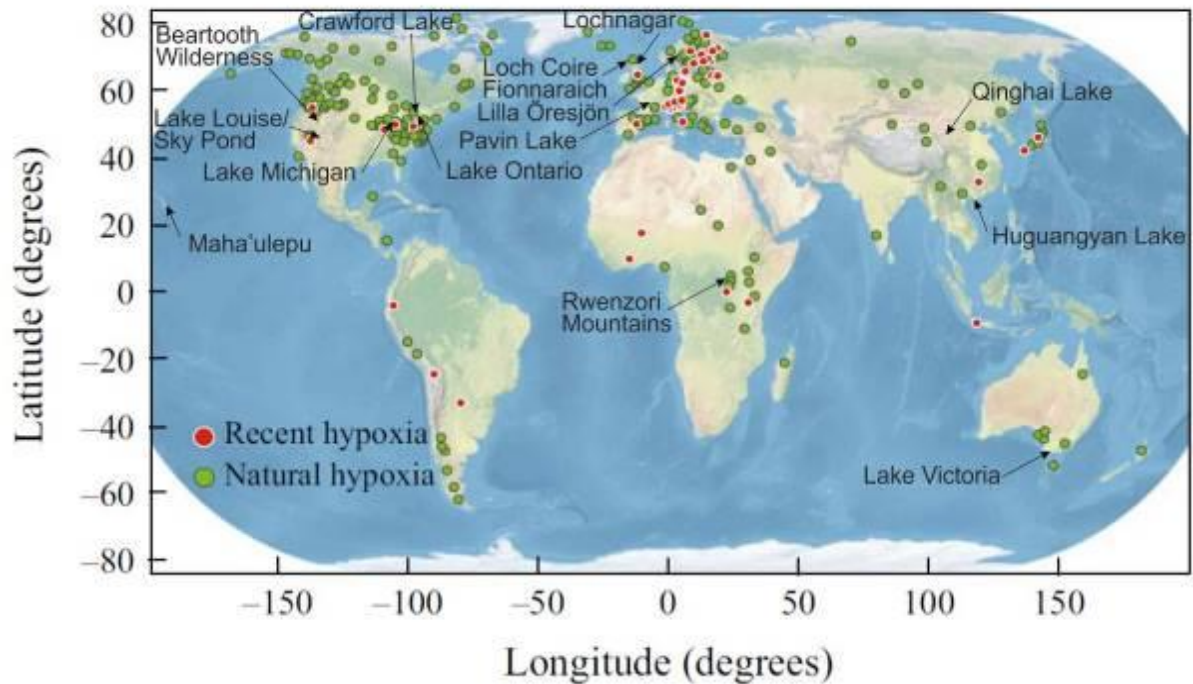 80
60
40
20
0
–20
–40
–60
–80
Latitude (degrees)
Crawford Lake
Lochnagar
Beartooth
Wilderness
Loch Coire
Fionnaraich
Lilla Öresjön
Qinghai Lake
Lake Louise/
Sky Pond
Pavin Lake
Lake Michigan
Lake Ontario
Maha'ulepu
Huguangyan Lake
Rwenzori
Mountains
Recent hypoxia
Natural hypoxia
Lake Victoria
–150
–100
–50
0
50
100
150
Longitude (degrees)